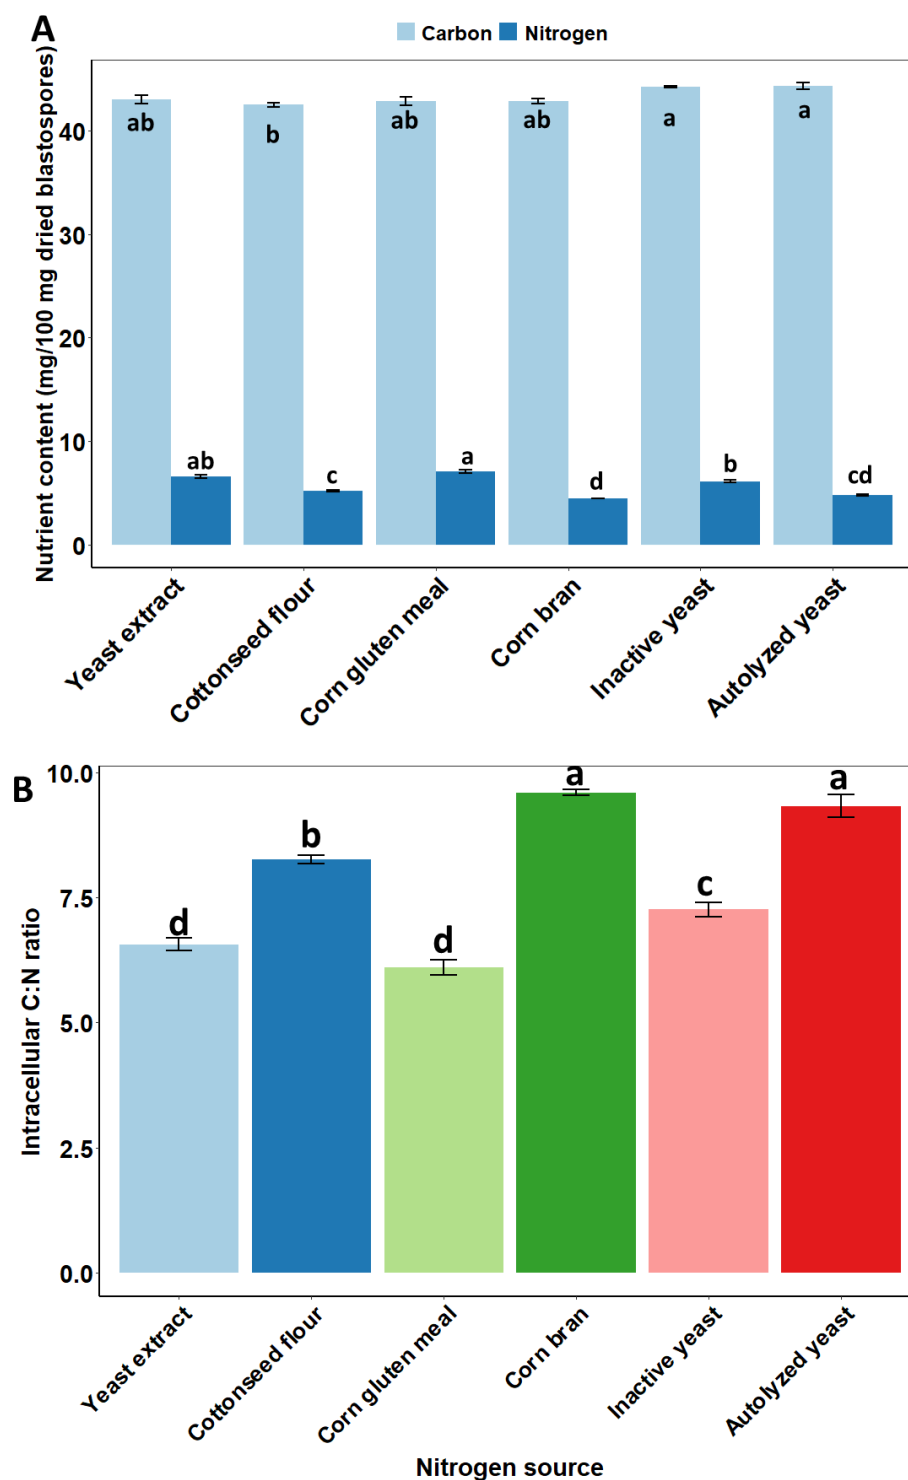 A
Carbon Nitrogen
Nutrient content (mg/100 mg dried blastospores)
40
30
20
10
0
ab b ab ab a a
ab c a d b cd
Yeast extract
Cottonseed flour
Corn gluten meal
Corn bran
Inactive yeast
Autolyzed yeast
B
Intracellular C:N ratio
10.0
7.5
5.0
2.5
0.0
d b d a c a
Yeast extract
Cottonseed flour
Corn gluten meal
Corn bran
Inactive yeast
Autolyzed yeast
Nitrogen source